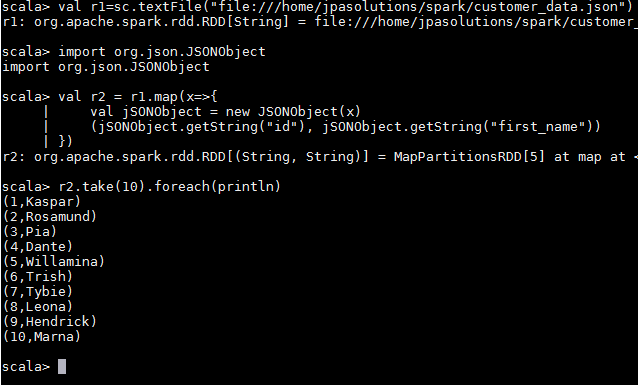 scala> val r1=sc.textFile("file:///home/jpasolutions/spark/customer_data.json")
r1: org.apache.spark.rdd.RDD[String] = file:///home/jpasolutions/spark/customer_
scala> import org.json.JSONObject
import org.json.JSONObject
scala> val r2 = r1.map(x=>{
| val jSONObject = new JSONObject(x)
| (jSONObject.getString("id"), jSONObject.getString("first_name"))
| })
r2: org.apache.spark.rdd.RDD[(String, String)] = MapPartitionsRDD[5] at map at <
scala> r2.take(10).foreach(println)
(1,Kaspar)
(2,Rosamund)
(3,Pia)
(4,Dante)
(5,Willamina)
(6,Trish)
(7,Tybie)
(8,Leona)
(9,Hendrick)
(10,Marna)
scala>